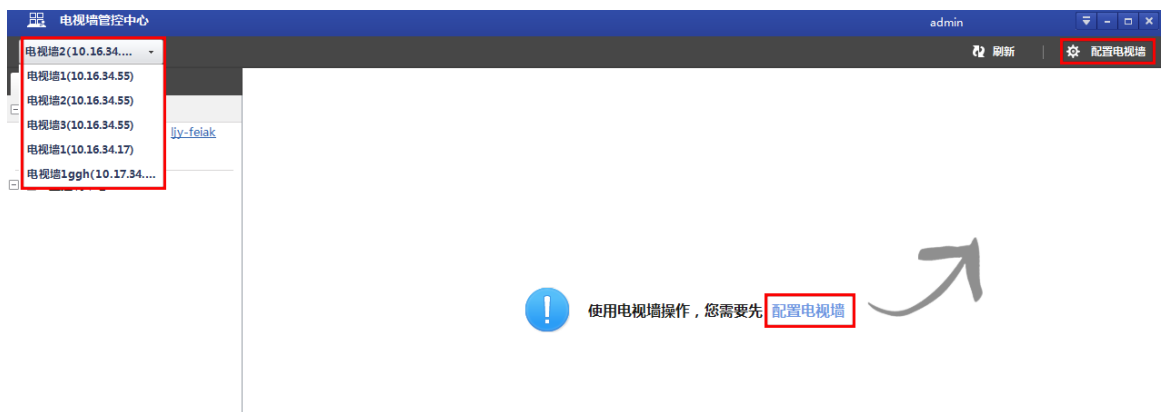 电视墙管控中心
admin
电视墙2(10.16.34....
刷新
配置电视墙
电视墙1(10.16.34.55)
电视墙2(10.16.34.55)
电视墙3(10.16.34.55)
ljy-feiak
电视墙1(10.16.34.17)
电视墙1ggh(10.17.34....
使用电视墙操作，您需要先 配置电视墙